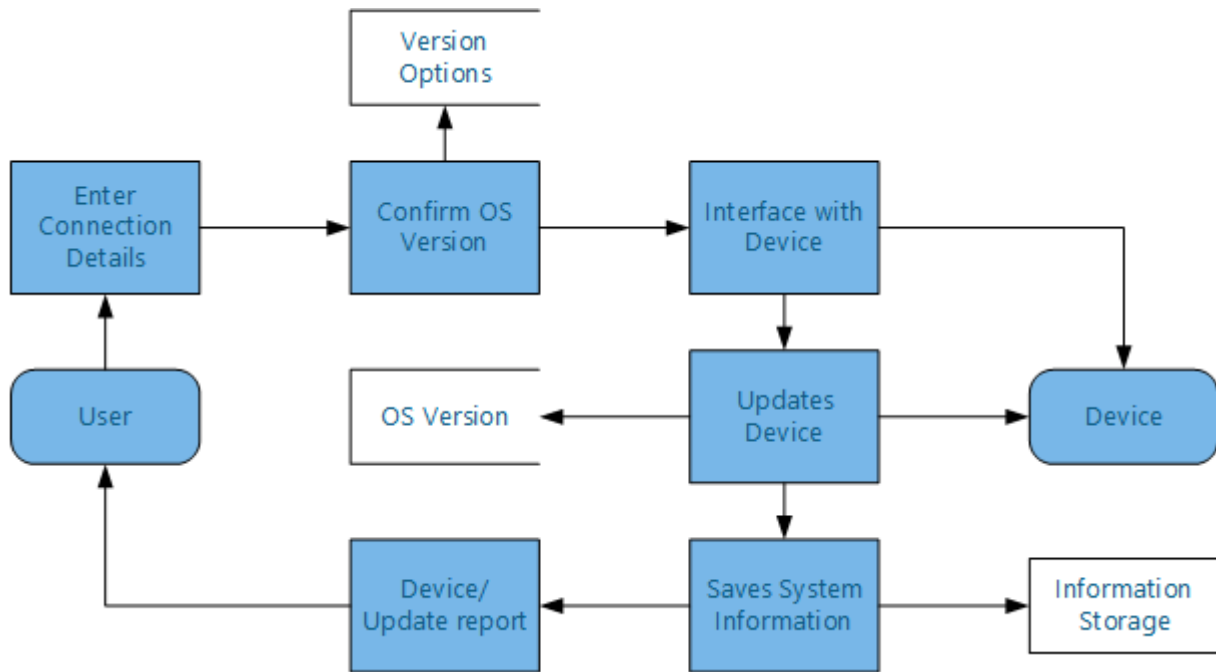 Version
Options
Enter
Connection
Details
Confirm OS
Version
Interface with
Device
User
OS Version
Updates
Device
Device
Device/
Update report
Saves System
Information
Information
Storage